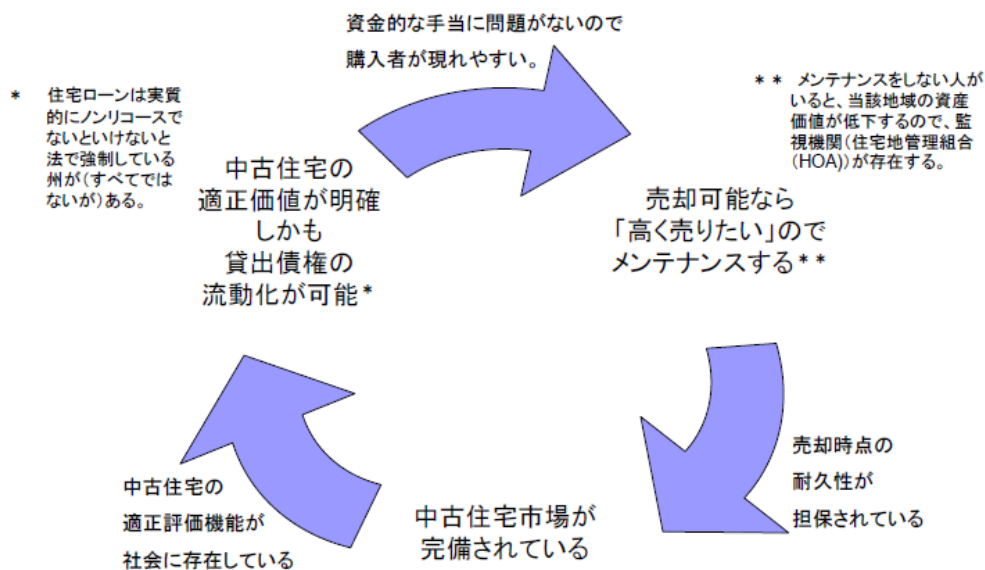 資金的な手当に問題がないので
購入者が現れやすい。
* 住宅ローンは実質
的にノンリコースで
ないといけないと
法で強制している
州が(すべてでは
ないが)ある。
** メンテナンスをしない人が
いると、当該地域の資産
価値が低下するので、監
視機関(住宅地管理組合
(HOA))が存在する。
中古住宅の
適正価値が明確
しかも
貸出債権の
流動化が可能*
売却可能なら
「高く売りたい」ので
メンテナンスする**
売却時点の
耐久性が
担保されている
中古住宅市場が
完備されている
中古住宅の
適正評価機能が
社会に存在している